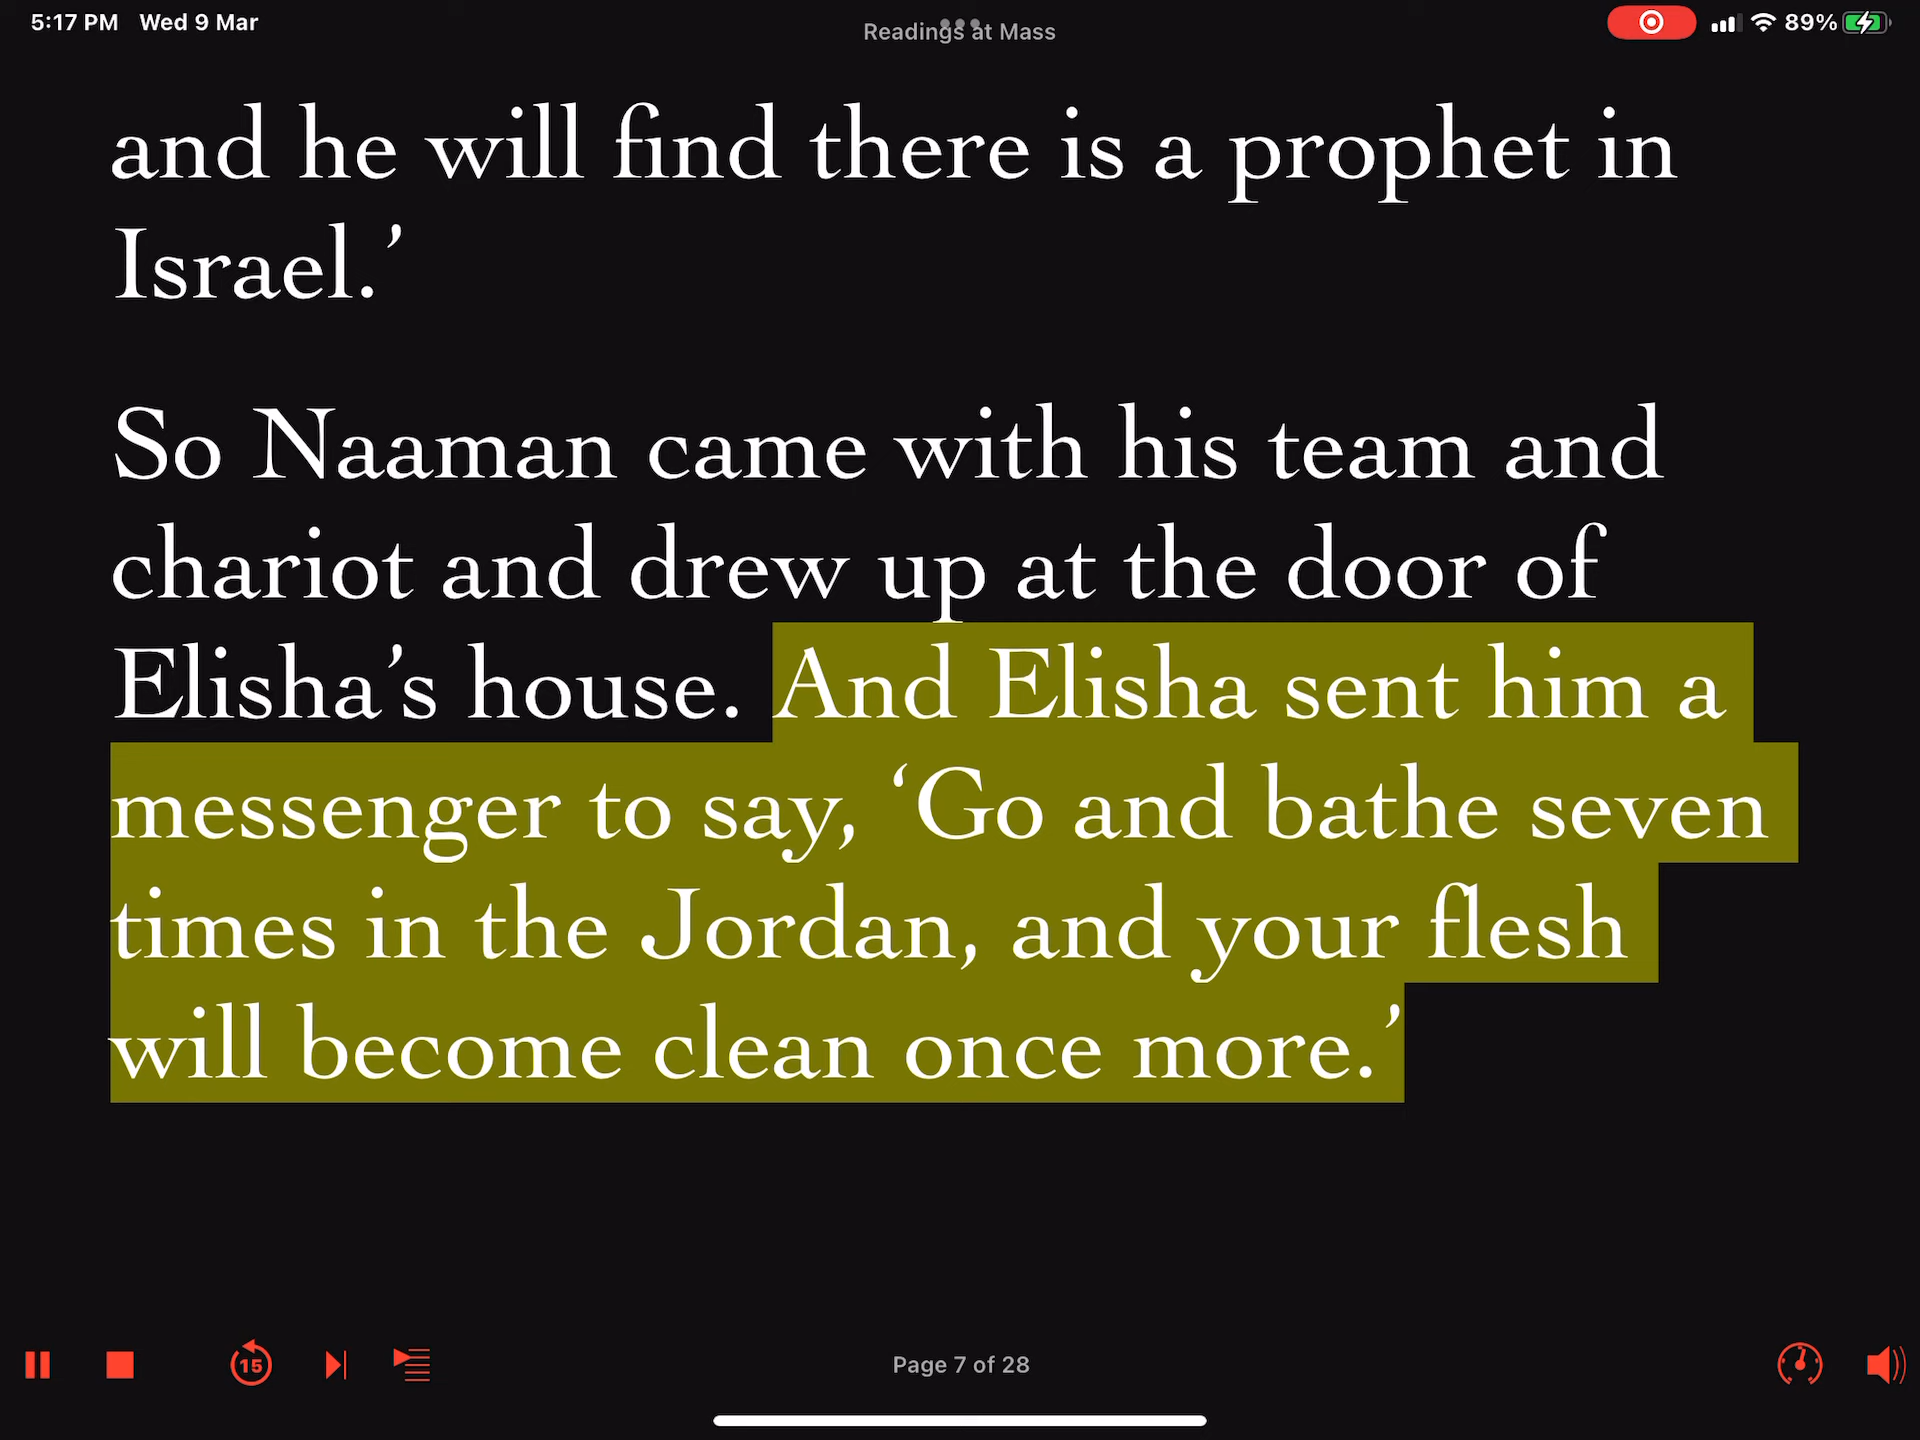 5:17 PM Wed 9 Mar
Readings at Mass
89%
and he will find there is a prophet in
Israel.’
So Naaman came with his team and
chariot and drew up at the door of
Elisha’s house. And Elisha sent him a
messenger to say, ‘Go and bathe seven
times in the Jordan, and your flesh
will become clean once more.’
15
Page 7 of 28